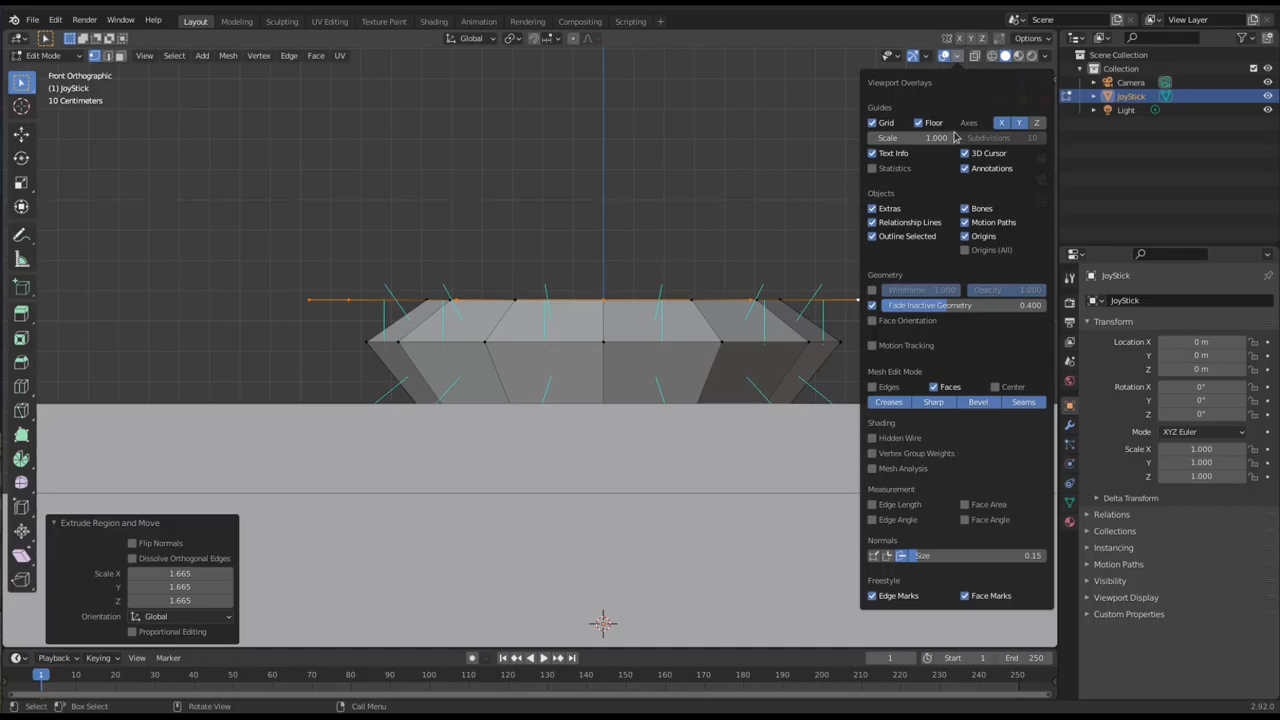 File Edit Render Window Help Layout Modeling Sculpting UV Editing Texture Paint Shading Animation Rendering Compositing Scripting + Scene View Layer
Global X Y Z Options
Edit Mode View Select Add Mesh Vertex Edge Face UV
Scene Collection
Collection
Camera
JoyStick
Light
Front Orthographic
(1) JoyStick
10 Centimeters
Viewport Overlays
Guides
Grid Floor Axes X Y Z
Scale 1.000 Subdivisions 10
Text Info 3D Cursor
Statistics Annotations
Objects
Extras Bones
Relationship Lines Motion Paths
Outline Selected Origins
Origins (All)
Geometry
Wireframe 1.000 Opacity 1.000
Fade Inactive Geometry 0.400
Face Orientation
Motion Tracking
Mesh Edit Mode
Edges Faces Center
Creases Sharp Bevel Seams
Shading
Hidden Wire
Vertex Group Weights
Mesh Analysis
Measurement
Edge Length Face Area
Edge Angle Face Angle
Normals
Size 0.15
Freestyle
Edge Marks Face Marks
JoyStick
JoyStick
Transform
Location X 0 m
Y 0 m
Z 0 m
Rotation X 0°
Y 0°
Z 0°
Mode XYZ Euler
Scale X 1.000
Y 1.000
Z 1.000
Delta Transform
Relations
Collections
Instancing
Motion Paths
Visibility
Viewport Display
Custom Properties
Extrude Region and Move
Flip Normals
Dissolve Orthogonal Edges
Scale X 1.665
Y 1.665
Z 1.665
Orientation Global
Proportional Editing
Playback Keying View Marker 1 Start 1 End 250
1 10 20 30 40 50 60 70 80 90 100 110 120 130 140 150 160 170 180 190 200 210 220 230 240 250
Select Box Select Rotate View Call Menu 2.92.0